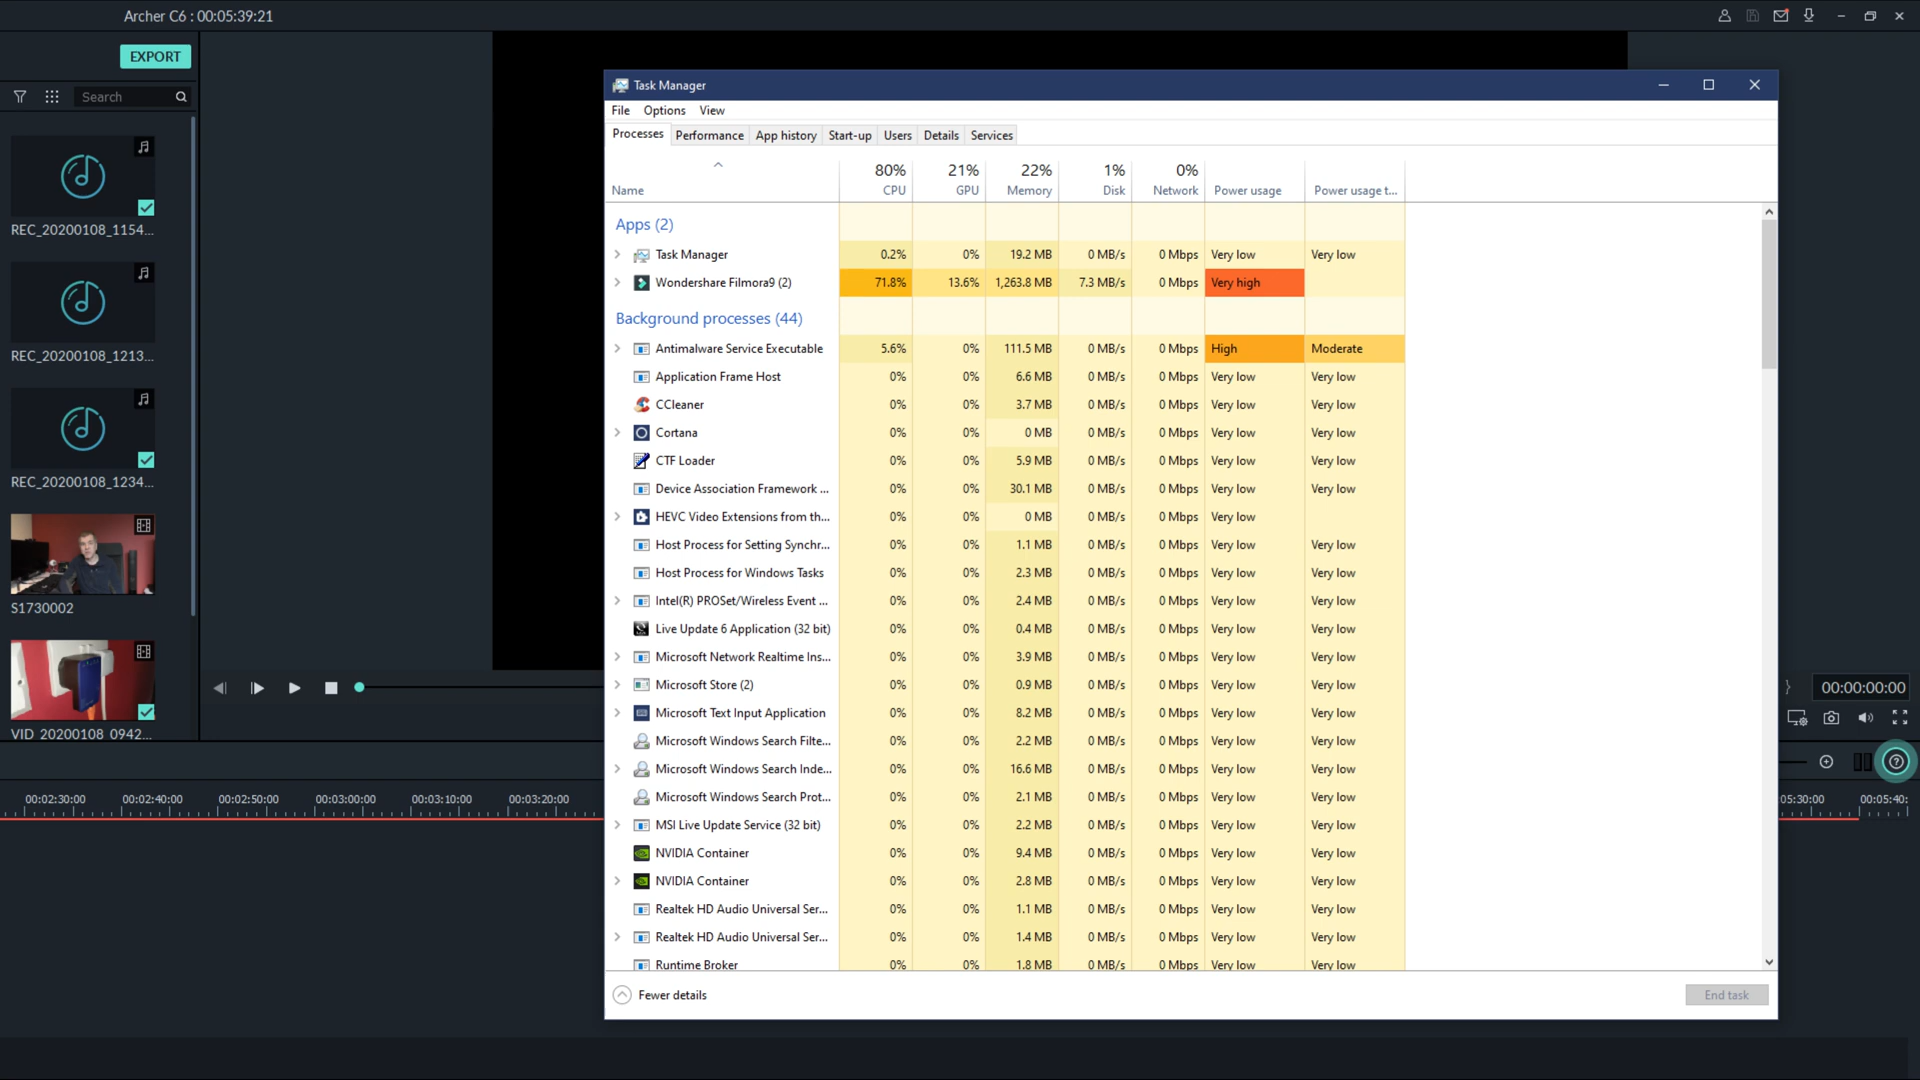 Archer C6 : 00:05:39:21
EXPORT
Search
REC_20200108_1154...
REC_20200108_1213...
REC_20200108_1234...
S1730002
VID_20200108_0942...
Task Manager
File Options View
Processes Performance App history Start-up Users Details Services
80% 21% 22% 1% 0%
Name CPU GPU Memory Disk Network Power usage Power usage t...
Apps (2)
Task Manager 0.2% 0% 19.2 MB 0 MB/s 0 Mbps Very low Very low
Wondershare Filmora9 (2) 71.8% 13.6% 1,263.8 MB 7.3 MB/s 0 Mbps Very high
Background processes (44)
Antimalware Service Executable 5.6% 0% 111.5 MB 0 MB/s 0 Mbps High Moderate
Application Frame Host 0% 0% 6.6 MB 0 MB/s 0 Mbps Very low Very low
CCleaner 0% 0% 3.7 MB 0 MB/s 0 Mbps Very low Very low
Cortana 0% 0% 0 MB 0 MB/s 0 Mbps Very low Very low
CTF Loader 0% 0% 5.9 MB 0 MB/s 0 Mbps Very low Very low
Device Association Framework ... 0% 0% 30.1 MB 0 MB/s 0 Mbps Very low Very low
HEVC Video Extensions from th... 0% 0% 0 MB 0 MB/s 0 Mbps Very low
Host Process for Setting Synchr... 0% 0% 1.1 MB 0 MB/s 0 Mbps Very low Very low
Host Process for Windows Tasks 0% 0% 2.3 MB 0 MB/s 0 Mbps Very low Very low
Intel(R) PROSet/Wireless Event ... 0% 0% 2.4 MB 0 MB/s 0 Mbps Very low Very low
Live Update 6 Application (32 bit) 0% 0% 0.4 MB 0 MB/s 0 Mbps Very low Very low
Microsoft Network Realtime Ins... 0% 0% 3.9 MB 0 MB/s 0 Mbps Very low Very low
Microsoft Store (2) 0% 0% 0.9 MB 0 MB/s 0 Mbps Very low Very low
Microsoft Text Input Application 0% 0% 8.2 MB 0 MB/s 0 Mbps Very low Very low
Microsoft Windows Search Filte... 0% 0% 2.2 MB 0 MB/s 0 Mbps Very low Very low
Microsoft Windows Search Inde... 0% 0% 16.6 MB 0 MB/s 0 Mbps Very low Very low
Microsoft Windows Search Prot... 0% 0% 2.1 MB 0 MB/s 0 Mbps Very low Very low
MSI Live Update Service (32 bit) 0% 0% 2.2 MB 0 MB/s 0 Mbps Very low Very low
NVIDIA Container 0% 0% 9.4 MB 0 MB/s 0 Mbps Very low Very low
NVIDIA Container 0% 0% 2.8 MB 0 MB/s 0 Mbps Very low Very low
Realtek HD Audio Universal Ser... 0% 0% 1.1 MB 0 MB/s 0 Mbps Very low Very low
Realtek HD Audio Universal Ser... 0% 0% 1.4 MB 0 MB/s 0 Mbps Very low Very low
Runtime Broker 0% 0% 1.8 MB 0 MB/s 0 Mbps Very low Very low
Fewer details End task
00:00:00:00
00:02:30:00 00:02:40:00 00:02:50:00 00:03:00:00 00:03:10:00 00:03:20:00 05:30:00 00:05:40: